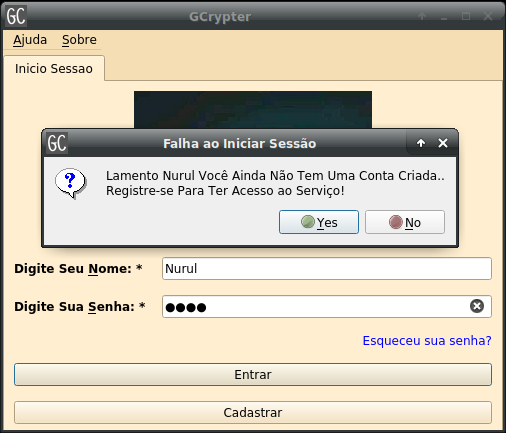 GC GCrypter
Ajuda Sobre
Inicio Sessao
GC Falha ao Iniciar Sessão
?
Lamento Nurul Você Ainda Não Tem Uma Conta Criada..
Registre-se Para Ter Acesso ao Serviço!
Yes No
Digite Seu Nome: * Nurul
Digite Sua Senha: * ●●●●
Esqueceu sua senha?
Entrar
Cadastrar